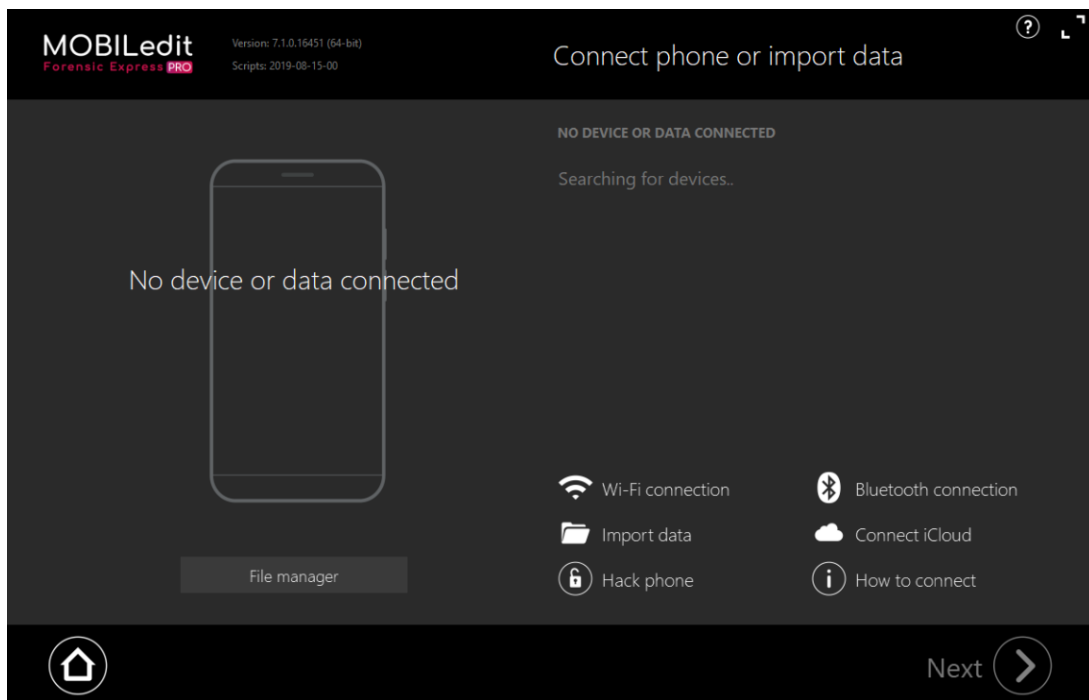 MOBILedit
Forensic Express PRO
Version: 7.1.0.16451 (64-bit)
Scripts: 2019-08-15-00
Connect phone or import data
?
No device or data connected
File manager
NO DEVICE OR DATA CONNECTED
Searching for devices..
Wi-Fi connection
Bluetooth connection
Import data
Connect iCloud
Hack phone
i How to connect
Next